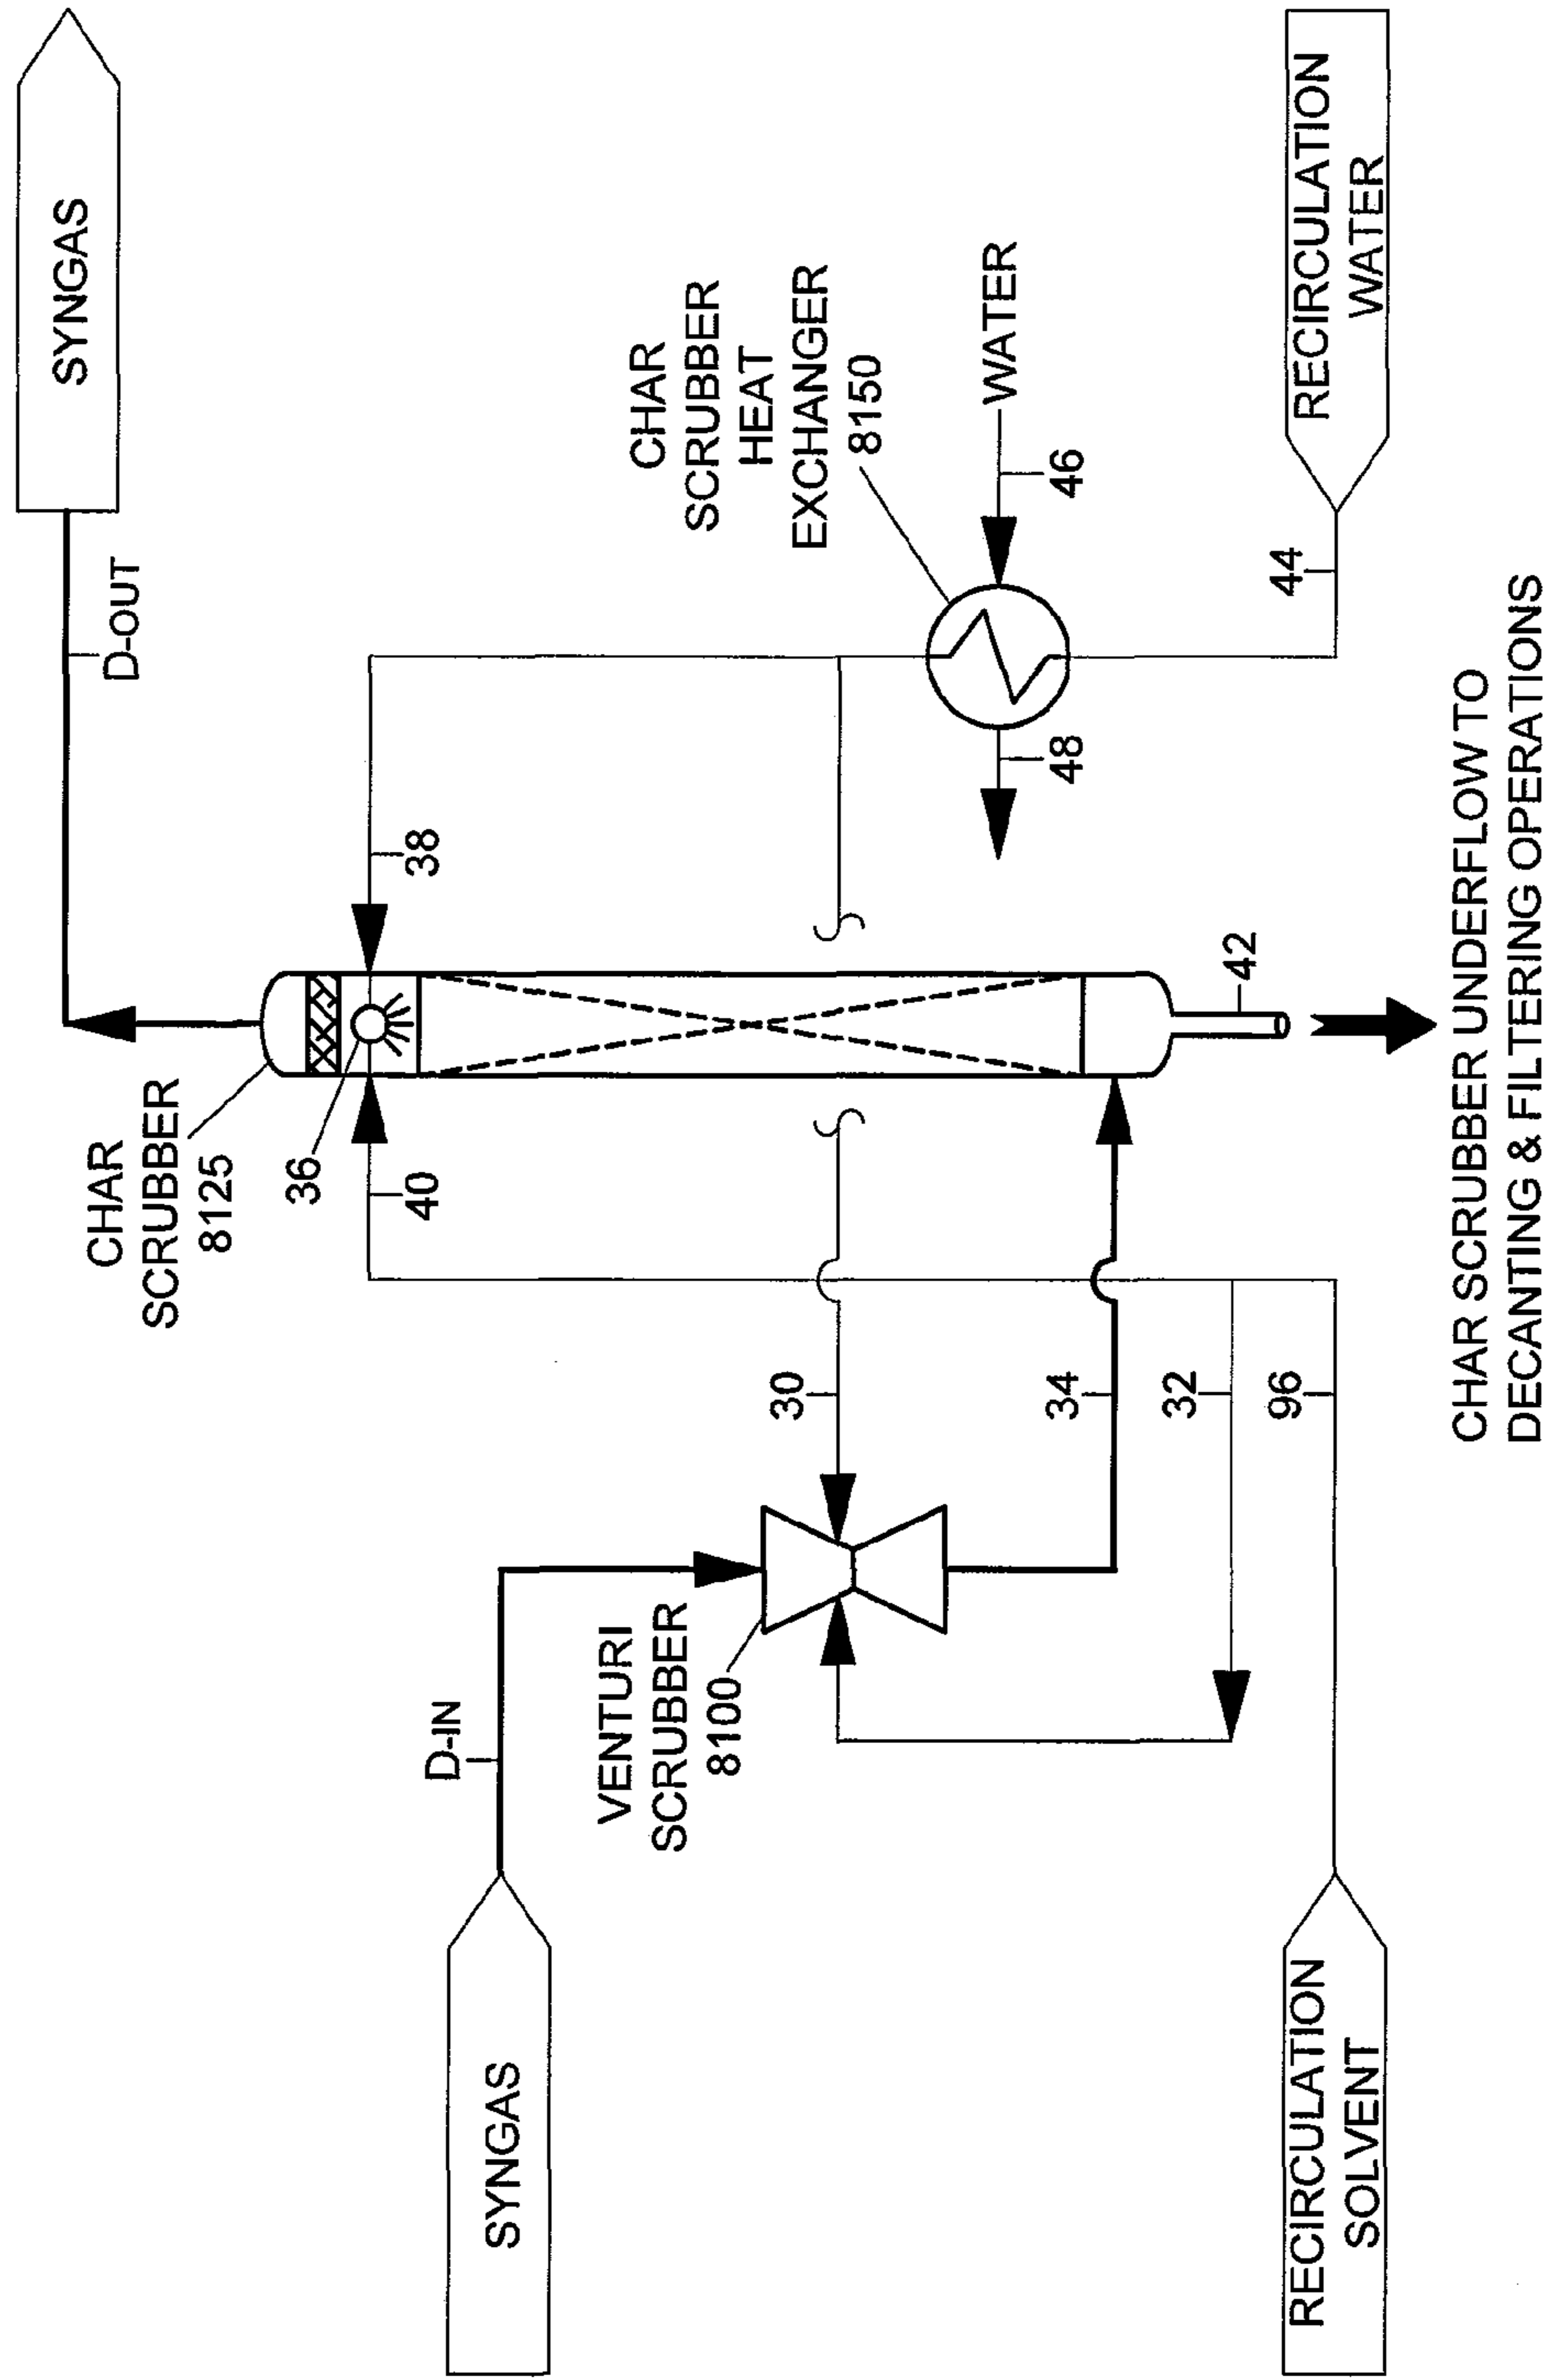 SYNGAS
D-OUT
CHAR
SCRUBBER
8125
36
38
40
D-IN
SYNGAS
VENTURI
SCRUBBER
8100
30
34
32
96
CHAR
SCRUBBER
HEAT
EXCHANGER
8150
WATER
46
48
44
42
RECIRCULATION
SOLVENT
RECIRCULATION
WATER
CHAR SCRUBBER UNDERFLOW TO
DECANTING & FILTERING OPERATIONS